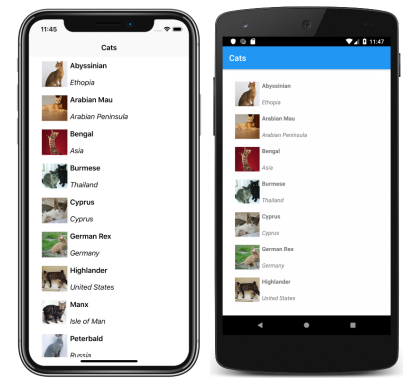 11:45
Cats
Abyssinian
Ethopia
Arabian Mau
Arabian Peninsula
Bengal
Asia
Burmese
Thailand
Cyprus
Cyprus
German Rex
Germany
Highlander
United States
Manx
Isle of Man
Peterbald
Russia
11:47
Cats
Abyssinian
Ethopia
Arabian Mau
Arabian Peninsula
Bengal
Asia
Burmese
Thailand
Cyprus
Cyprus
German Rex
Germany
Highlander
United States